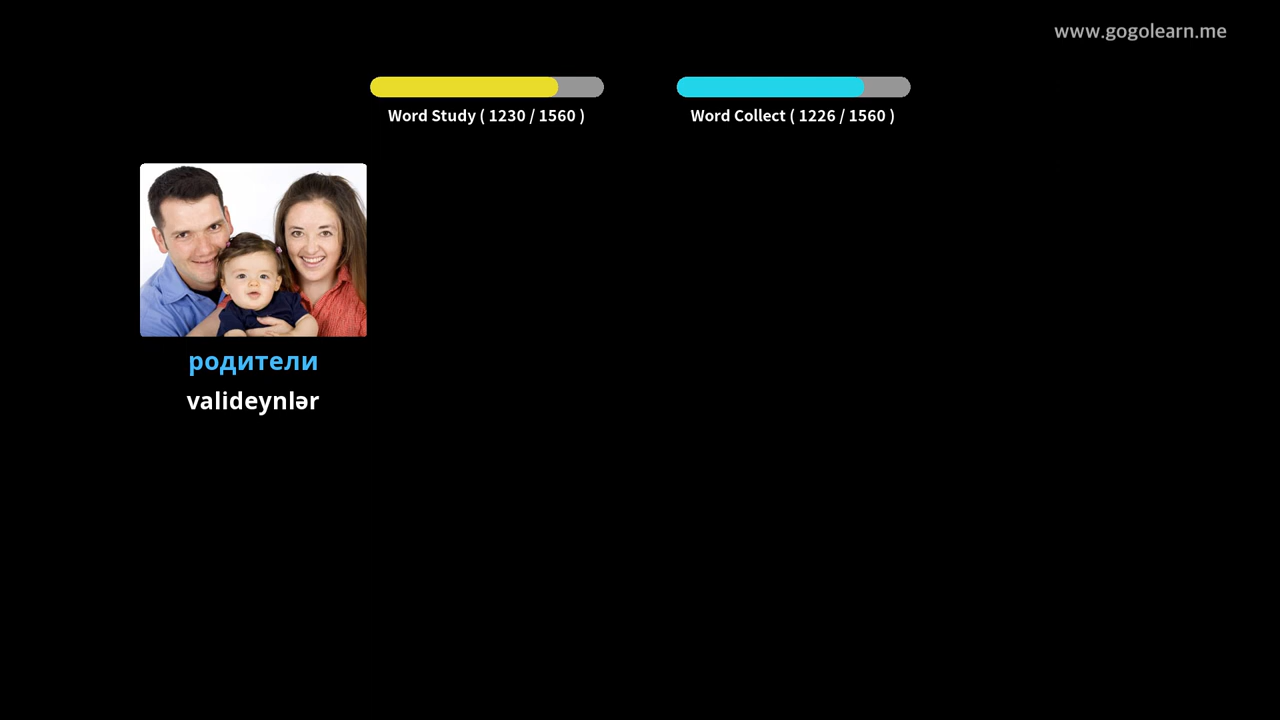 www.gogolearn.me
Word Study ( 1230 / 1560 )
Word Collect ( 1226 / 1560 )
родители
valideynlər